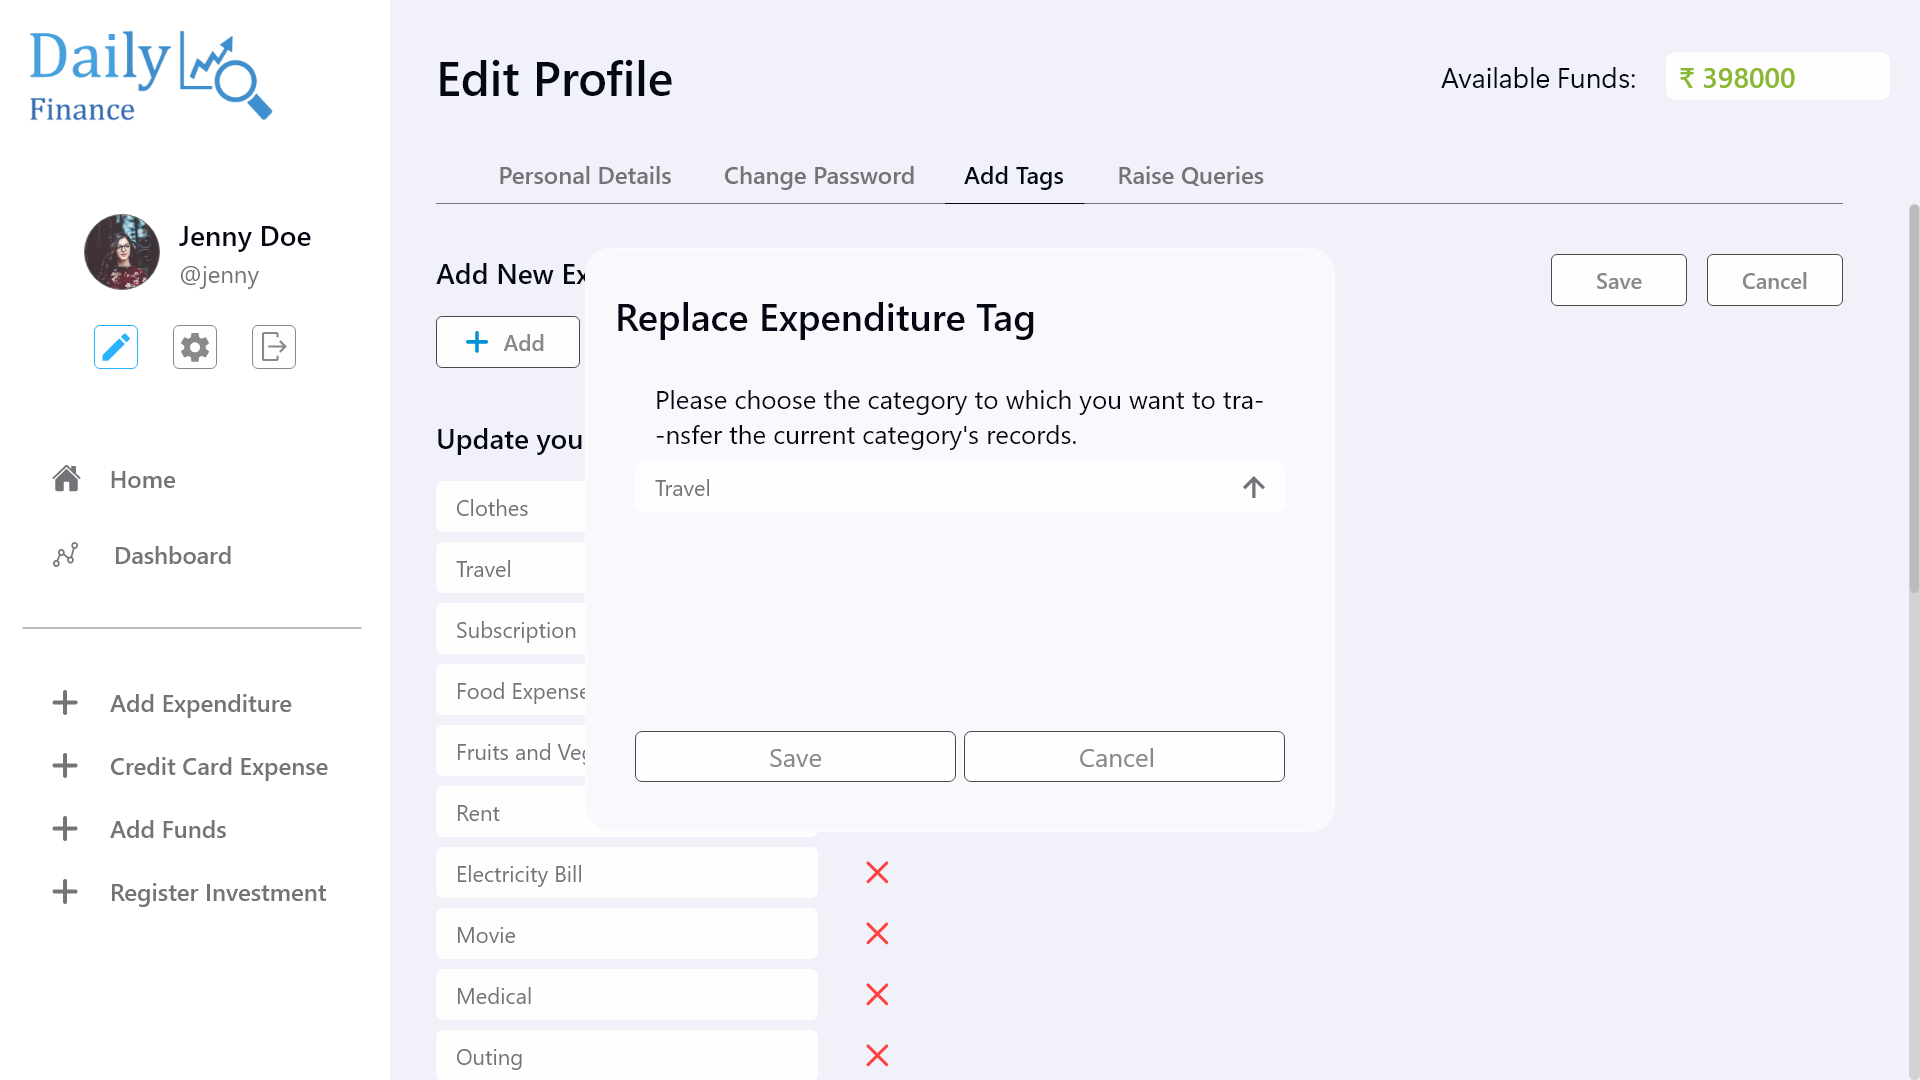 Daily
Finance
Jenny Doe
@jenny
Home
Dashboard
Add Expenditure
Credit Card Expense
Add Funds
Register Investment
Edit Profile
Available Funds:
₹ 398000
Personal Details
Change Password
Add Tags
Raise Queries
Add New Ex
Save
Cancel
Add
Update you
Clothes
Travel
Subscription
Food Expense
Fruits and Veg
Rent
Electricity Bill
Movie
Medical
Outing
Replace Expenditure Tag
Please choose the category to which you want to tra-
-nsfer the current category's records.
Travel
Save
Cancel